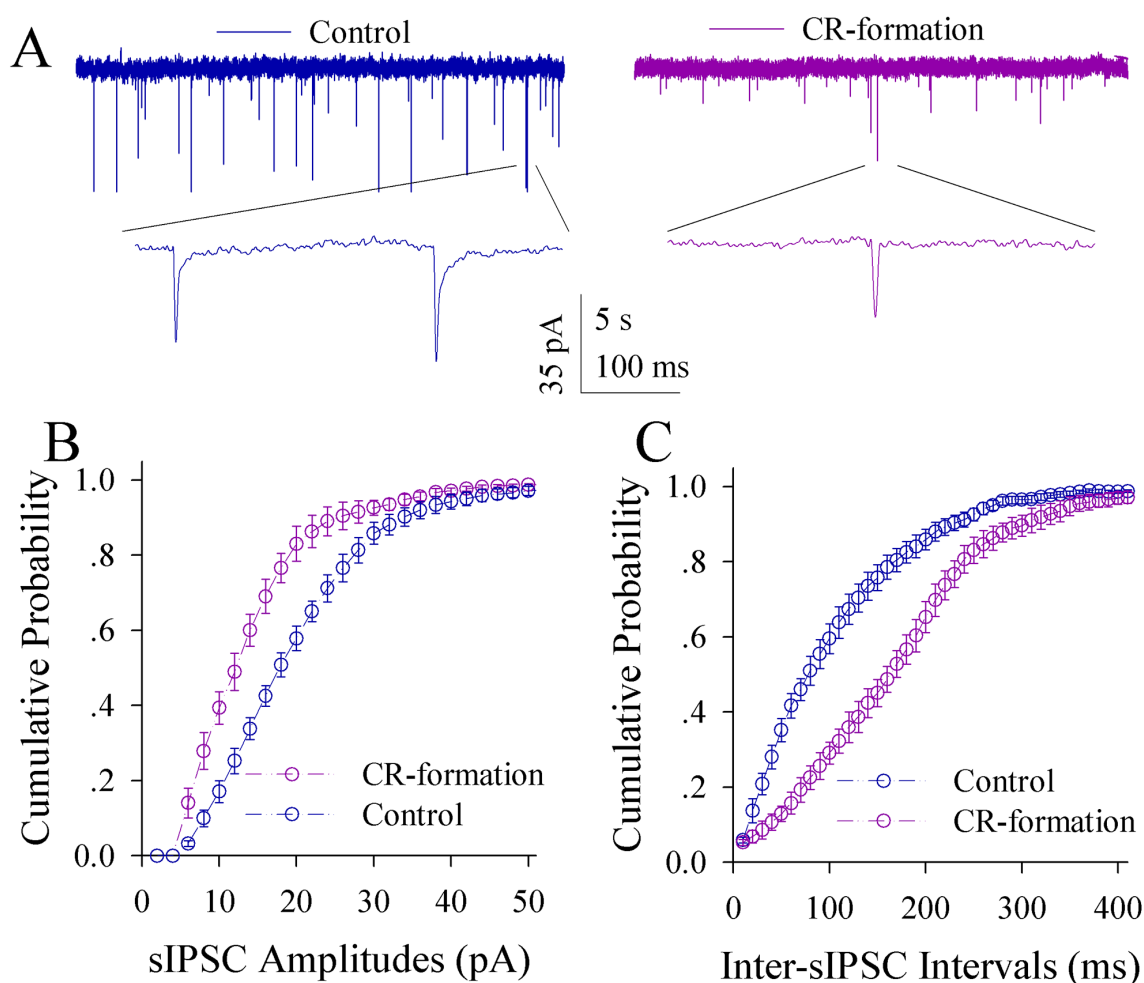 A
Control
CR-formation
35 pA
5 s
100 ms
B
Cumulative Probability
1.0
.8
.6
.4
.2
0.0
CR-formation
Control
0 10 20 30 40 50
sIPSC Amplitudes (pA)
C
Cumulative Probability
1.0
.8
.6
.4
.2
0.0
Control
CR-formation
0 100 200 300 400
Inter-sIPSC Intervals (ms)